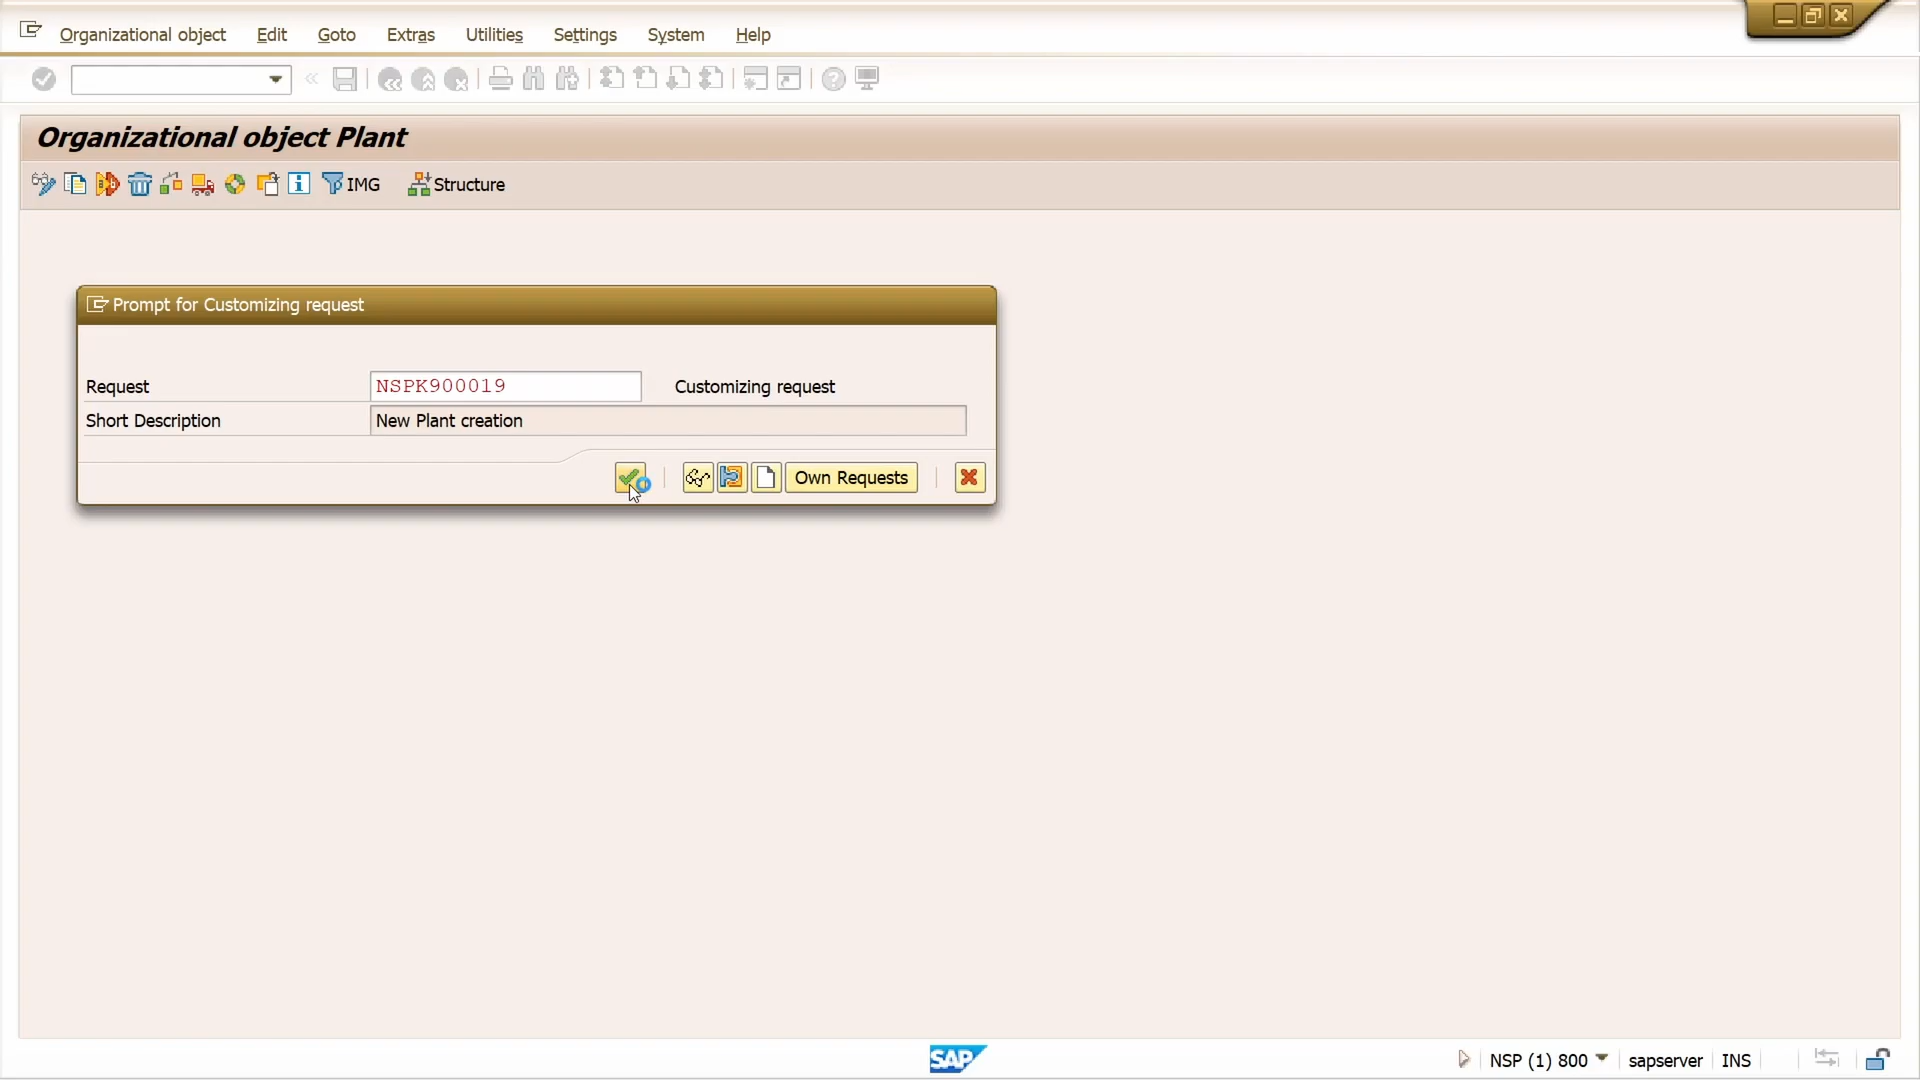 Organizational object Edit Goto Extras Utilities Settings System Help
Organizational object Plant
IMG Structure
Prompt for Customizing request
Request NSPK900019 Customizing request
Short Description New Plant creation
Own Requests
SAP NSP (1) 800 sapserver INS